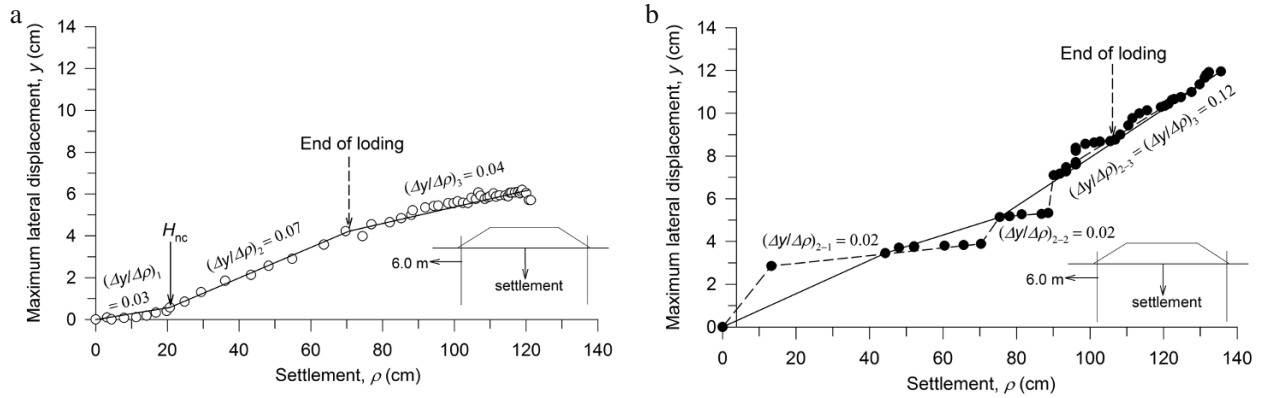 a
Maximum lateral displacement, y (cm)
14
12
10
8
6
4
2
0
End of loding
(Δy/Δρ)₃ = 0.04
H_nc
(Δy/Δρ)₂ = 0.07
(Δy/Δρ)₁
= 0.03
6.0 m
settlement
0 20 40 60 80 100 120 140
Settlement, ρ (cm)
b
Maximum lateral displacement, y (cm)
14
12
10
8
6
4
2
0
End of loding
(Δy/Δρ)₂₋₃ = (Δy/Δρ)₃ = 0.12
(Δy/Δρ)₂₋₁ = 0.02
(Δy/Δρ)₂₋₂ = 0.02
6.0 m
settlement
0 20 40 60 80 100 120 140
Settlement, ρ (cm)